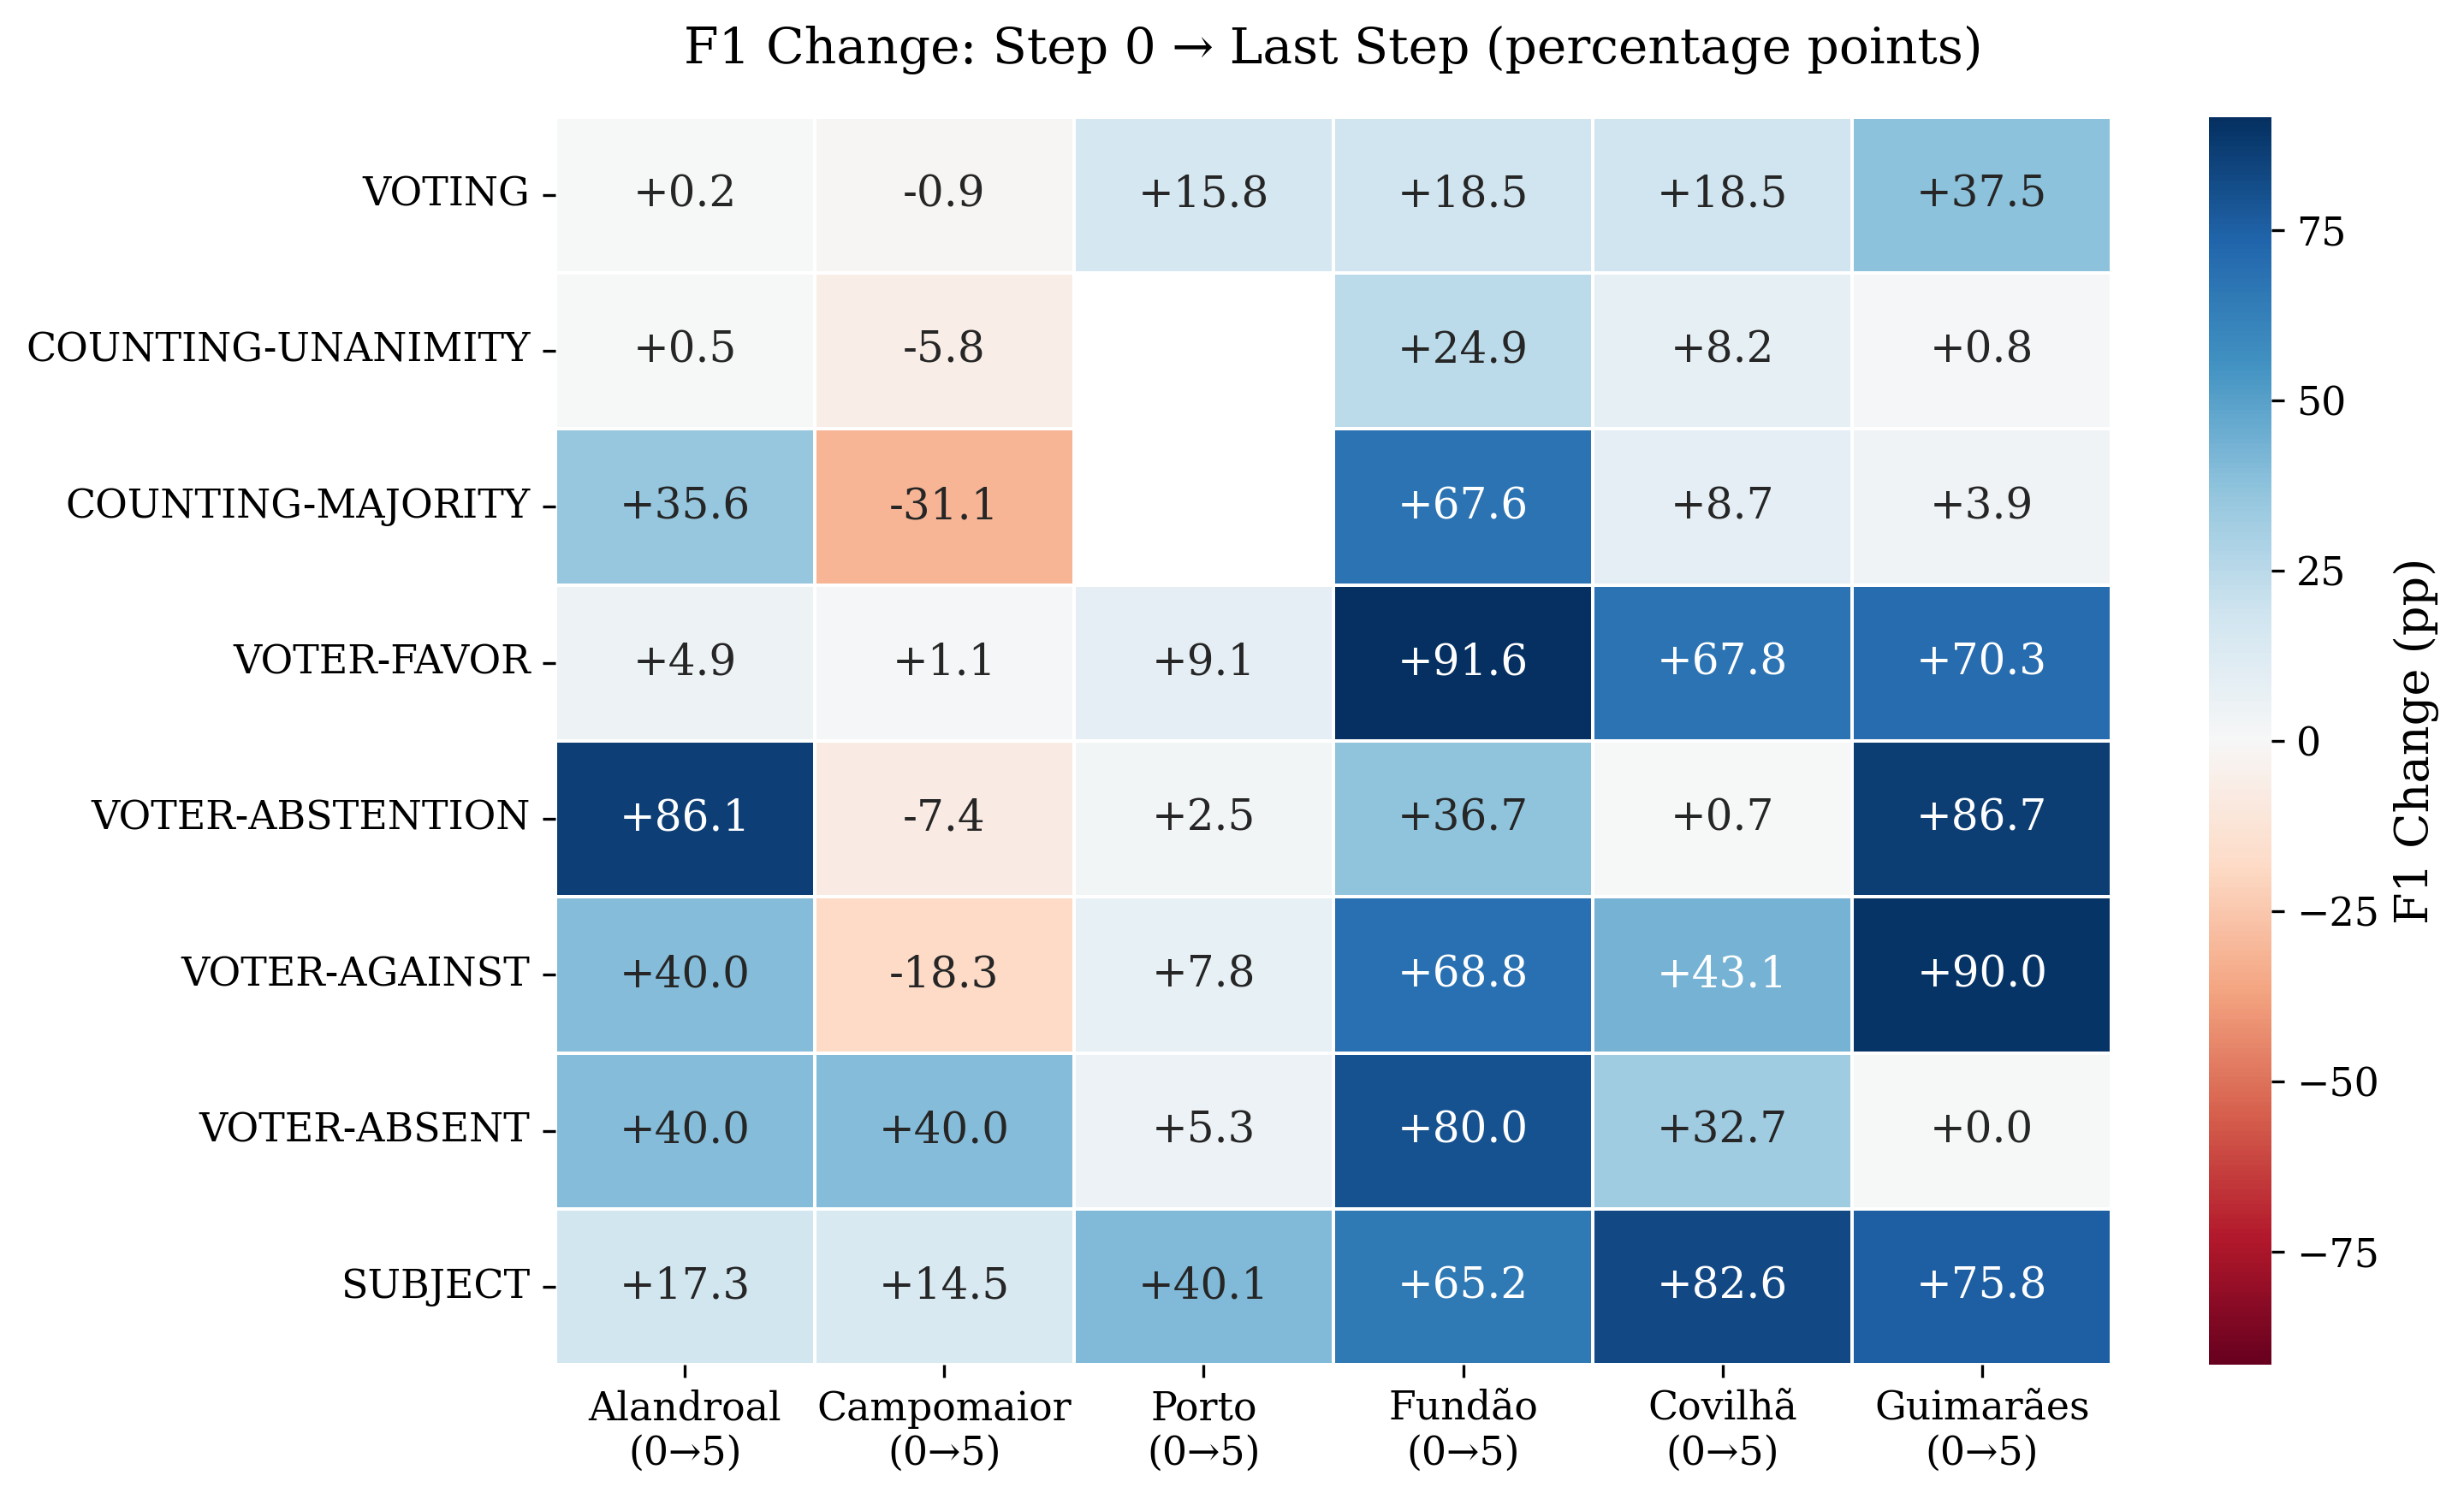 F1 Change: Step 0 → Last Step (percentage points)
VOTING +0.2 -0.9 +15.8 +18.5 +18.5 +37.5
COUNTING-UNANIMITY +0.5 -5.8 +24.9 +8.2 +0.8
COUNTING-MAJORITY +35.6 -31.1 +67.6 +8.7 +3.9
VOTER-FAVOR +4.9 +1.1 +9.1 +91.6 +67.8 +70.3
VOTER-ABSTENTION +86.1 -7.4 +2.5 +36.7 +0.7 +86.7
VOTER-AGAINST +40.0 -18.3 +7.8 +68.8 +43.1 +90.0
VOTER-ABSENT +40.0 +40.0 +5.3 +80.0 +32.7 +0.0
SUBJECT +17.3 +14.5 +40.1 +65.2 +82.6 +75.8
Alandroal Campomaior Porto Fundão Covilhã Guimarães
(0→5) (0→5) (0→5) (0→5) (0→5) (0→5)
75
50
25
0
−25
−50
−75
F1 Change (pp)